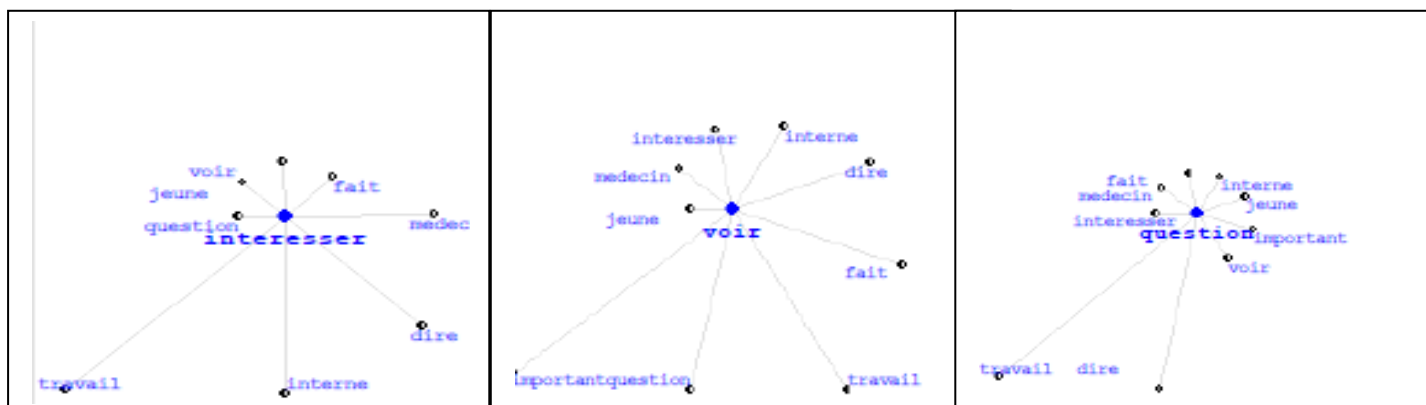 voir
jeune
fait
question
medec
interesser
dire
travail
interne
interesser
interne
medecin
dire
jeune
voir
fait
importantquestion
travail
fait
interne
medecin
jeune
interesser
question
important
voir
travail
dire